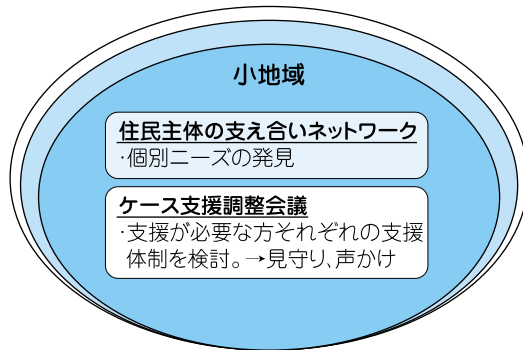 小地域
住民主体の支え合いネットワーク
·個別ニーズの発見
ケース支援調整会議
·支援が必要な方それぞれの支援
体制を検討。→見守り、声かけ